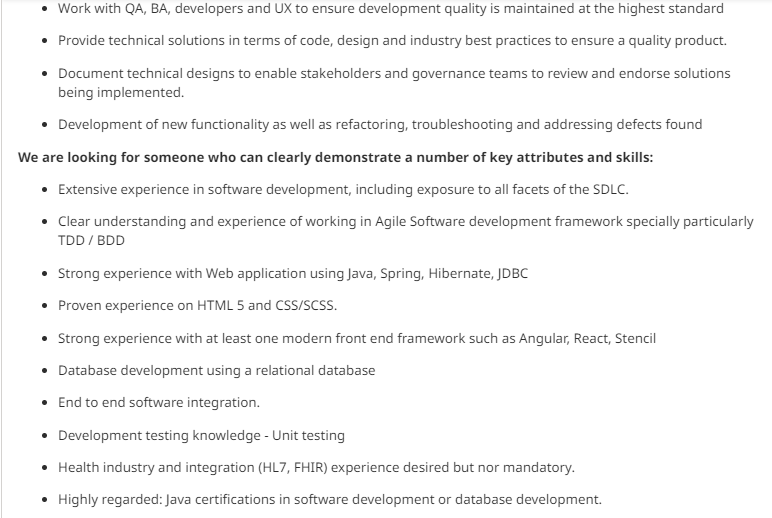 Work with QA, BA, developers and UX to ensure development quality is maintained at the highest standard
Provide technical solutions in terms of code, design and industry best practices to ensure a quality product.
Document technical designs to enable stakeholders and governance teams to review and endorse solutions
being implemented.
Development of new functionality as well as refactoring, troubleshooting and addressing defects found
We are looking for someone who can clearly demonstrate a number of key attributes and skills:
Extensive experience in software development, including exposure to all facets of the SDLC.
Clear understanding and experience of working in Agile Software development framework specially particularly
TDD / BDD
Strong experience with Web application using Java, Spring, Hibernate, JDBC
Proven experience on HTML 5 and CSS/SCSS.
Strong experience with at least one modern front end framework such as Angular, React, Stencil
Database development using a relational database
End to end software integration.
Development testing knowledge - Unit testing
Health industry and integration (HL7, FHIR) experience desired but nor mandatory.
Highly regarded: Java certifications in software development or database development.